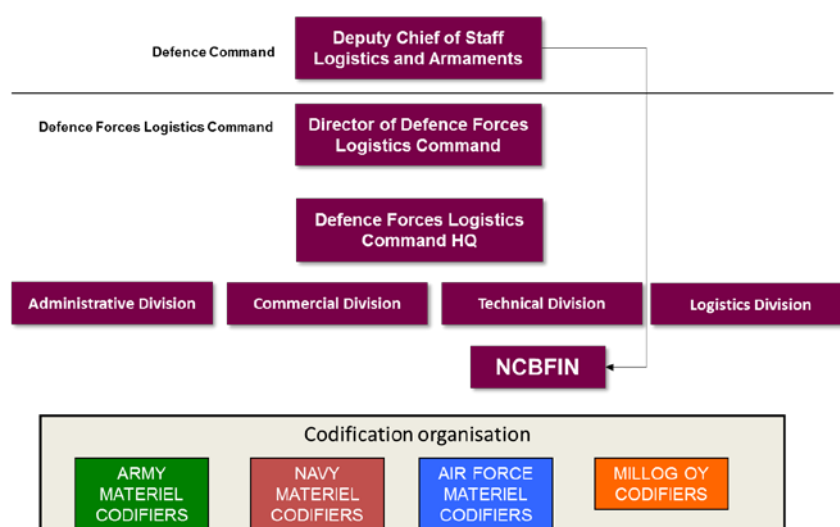 Defence Command
Deputy Chief of Staff
Logistics and Armaments
Defence Forces Logistics Command
Director of Defence Forces
Logistics Command
Defence Forces Logistics
Command HQ
Administrative Division
Commercial Division
Technical Division
Logistics Division
NCBFIN
Codification organisation
ARMY
MATERIEL
CODIFIERS
NAVY
MATERIEL
CODIFIERS
AIR FORCE
MATERIEL
CODIFIERS
MILLOG OY
CODIFIERS